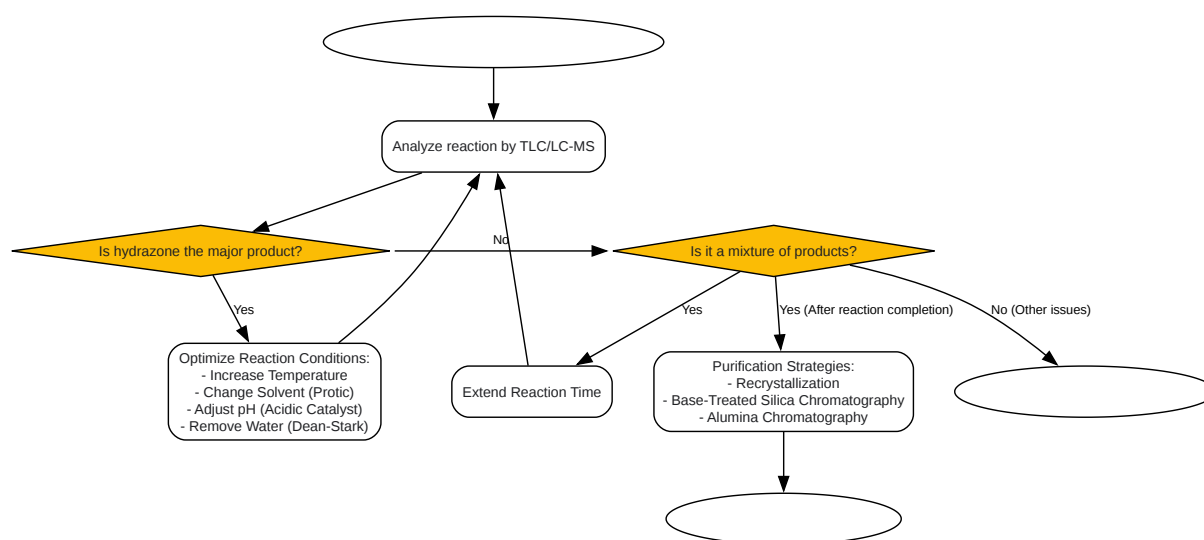 Analyze reaction by TLC/LC-MS
Is hydrazone the major product?
No
Is it a mixture of products?
Yes
Yes
Yes (After reaction completion)
No (Other issues)
Optimize Reaction Conditions:
- Increase Temperature
- Change Solvent (Protic)
- Adjust pH (Acidic Catalyst)
- Remove Water (Dean-Stark)
Extend Reaction Time
Purification Strategies:
- Recrystallization
- Base-Treated Silica Chromatography
- Alumina Chromatography